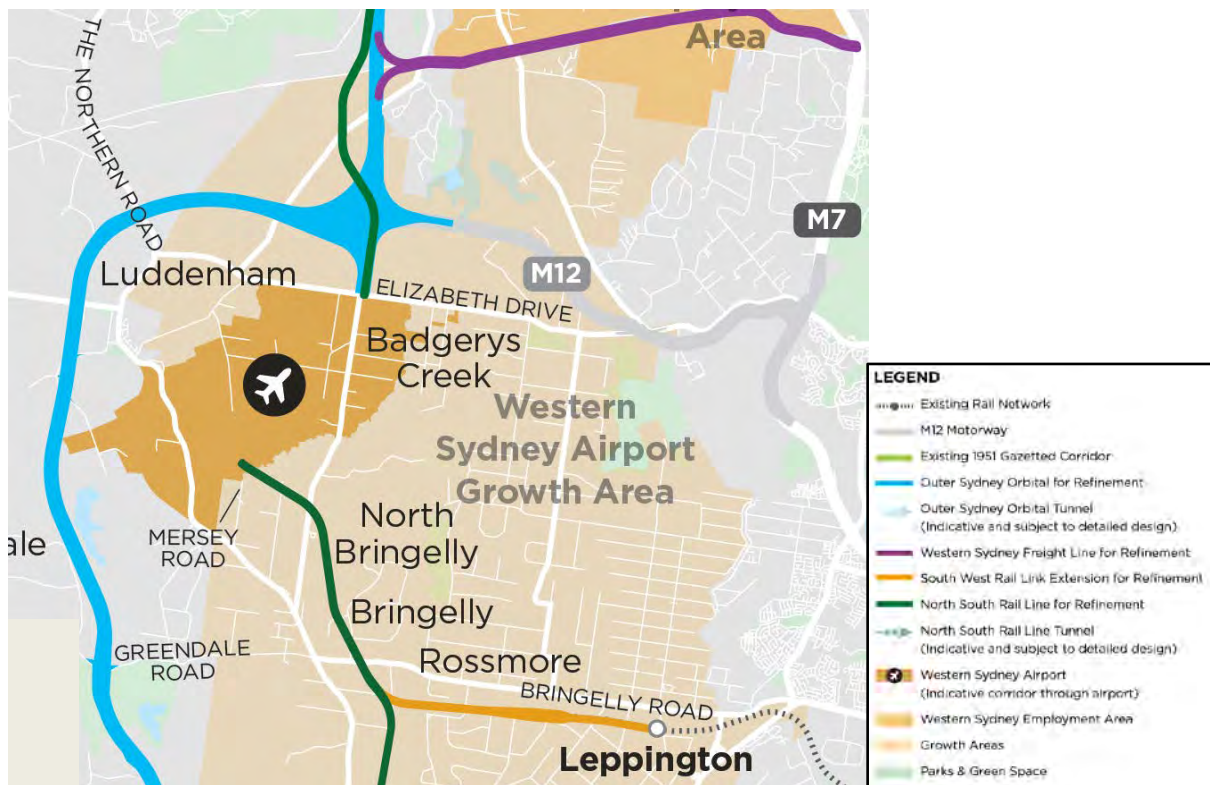 Area
THE NORTHERN ROAD
M7
M12
Luddenham
ELIZABETH DRIVE
Badgerys
Creek
Western
Sydney Airport
Growth Area
North
Bringelly
MERSEY
ROAD
ale
Bringelly
GREENDALE
ROAD
Rossmore
BRINGELLY ROAD
Leppington
LEGEND
Existing Rail Network
M12 Motorway
Existing 1951 Gazetted Corridor
Outer Sydney Orbital for Refinement
Outer Sydney Orbital Tunnel
(Indicative and subject to detailed design)
Western Sydney Freight Line for Refinement
South West Rail Link Extension for Refinement
North South Rail Line for Refinement
North South Rail Line Tunnel
(Indicative and subject to detailed design)
Western Sydney Airport
(Indicative corridor through airport)
Western Sydney Employment Area
Growth Areas
Parks & Green Space